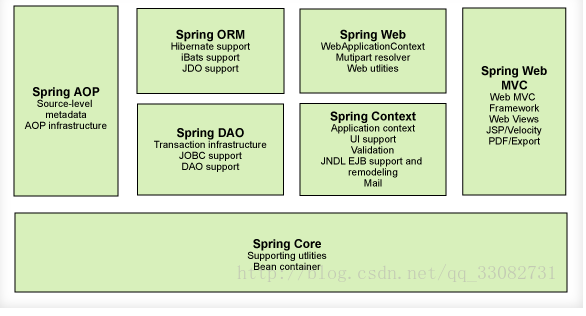 Spring AOP
Source-level
metadata
AOP infrastructure
Spring ORM
Hibernate support
iBats support
JDO support
Spring DAO
Transaction infrastructure
JOBC support
DAO support
Spring Web
WebApplicationContext
Mutipart resolver
Web utlities
Spring Context
Application context
UI support
Validation
JNDL EJB support and
remodeling
Mail
Spring Web
MVC
Web MVC
Framework
Web Views
JSP/Velocity
PDF/Export
Spring Core
Supporting utlities
Bean container
http://blog.csdn.net/qq_33082731